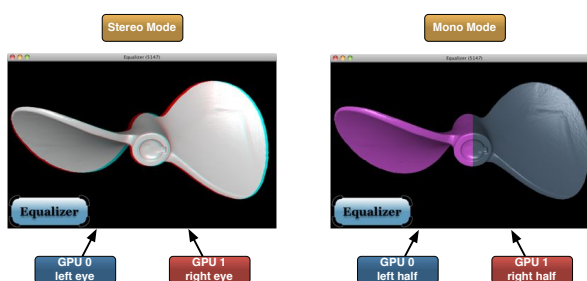 Stereo Mode
Mono Mode
Equalizer (5147)
Equalizer (5147)
Equalizer
Equalizer
GPU 0
left eye
GPU 1
right eye
GPU 0
left half
GPU 1
right half